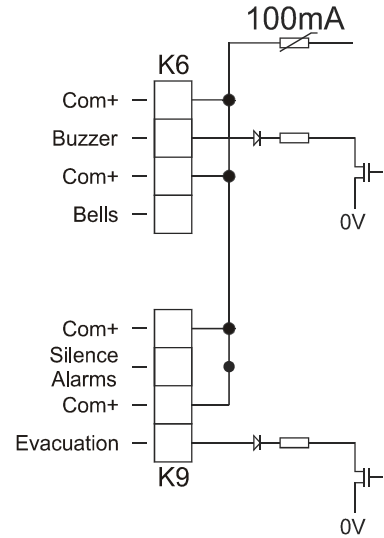 100mA
K6
Com+
Buzzer
Com+
Bells
0V
Com+
Silence
Alarms
Com+
Evacuation
K9
0V